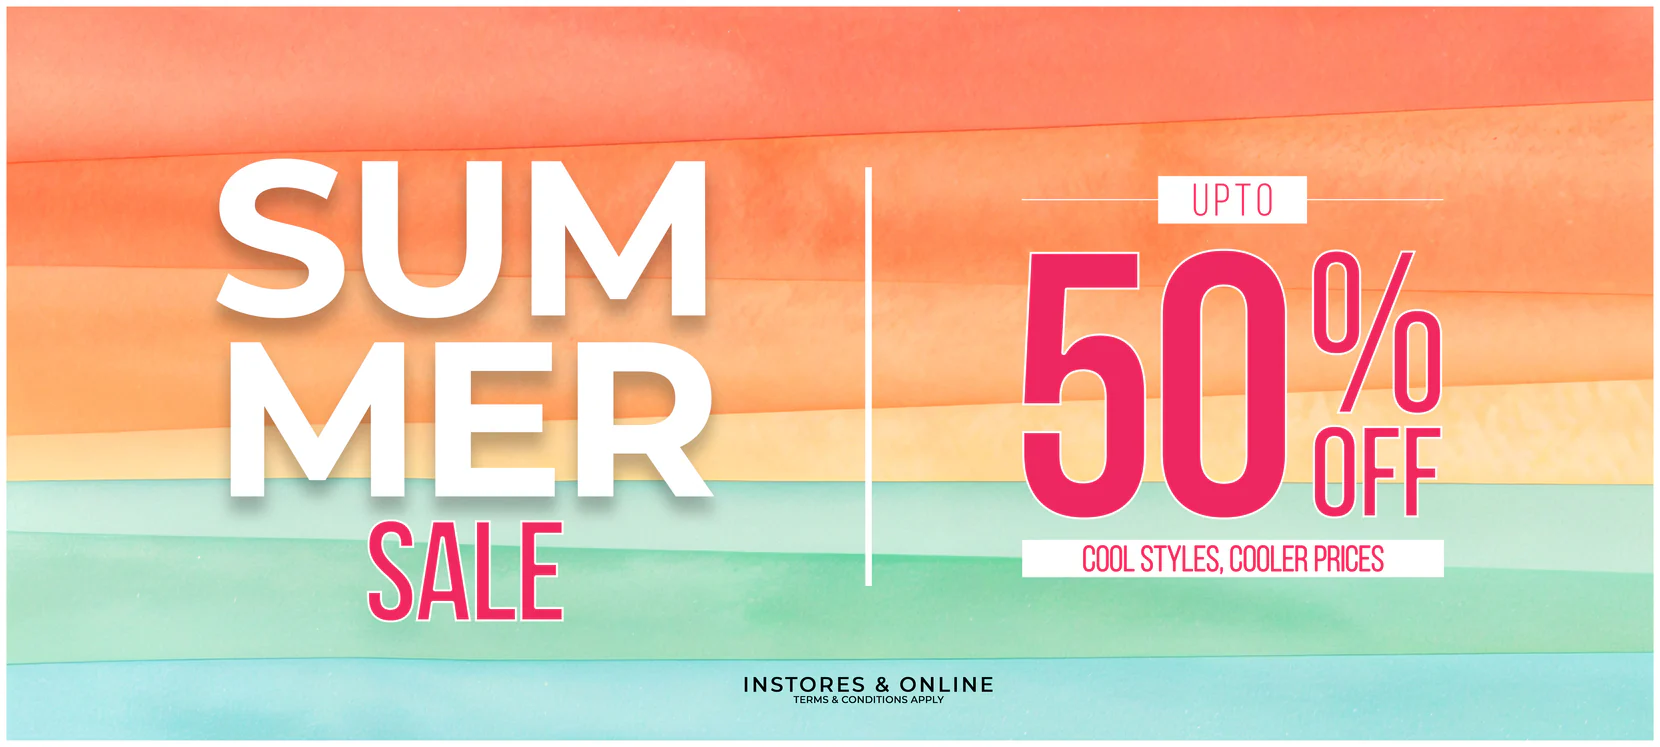 SUM
MER
SALE
UPTO
50%
OFF
COOL STYLES, COOLER PRICES
INSTORES & ONLINE
TERMS & CONDITIONS APPLY